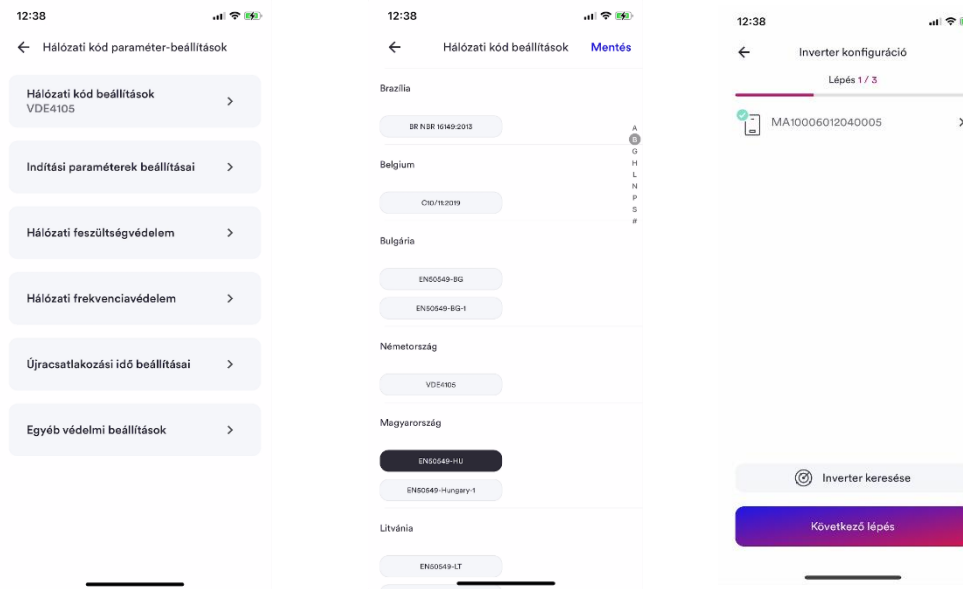 12:38
Hálózati kód paraméter-beállítások
Hálózati kód beállítások
VDE4105
Indítási paraméterek beállításai
Hálózati feszültségvédelem
Hálózati frekvenciavédelem
Újracsatlakozási idő beállításai
Egyéb védelmi beállítások
12:38
Hálózati kód beállítások Mentés
Brazília
BR NBR 16149:2013
Belgium
C10/11:2019
Bulgária
EN50549-BG
EN50549-BG-1
Németország
VDE4105
Magyarország
EN50549-HU
EN50549-Hungary-1
Litvánia
EN50549-LT
A
B
G
H
L
N
P
S
#
12:38
Inverter konfiguráció
Lépés 1 / 3
MA10006012040005
Inverter keresése
Következő lépés